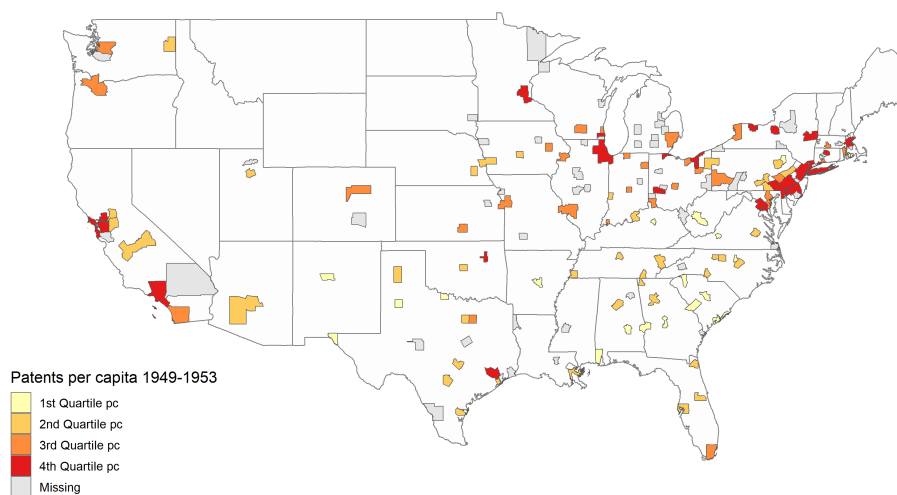 Patents per capita 1949-1953
1st Quartile pc
2nd Quartile pc
3rd Quartile pc
4th Quartile pc
Missing